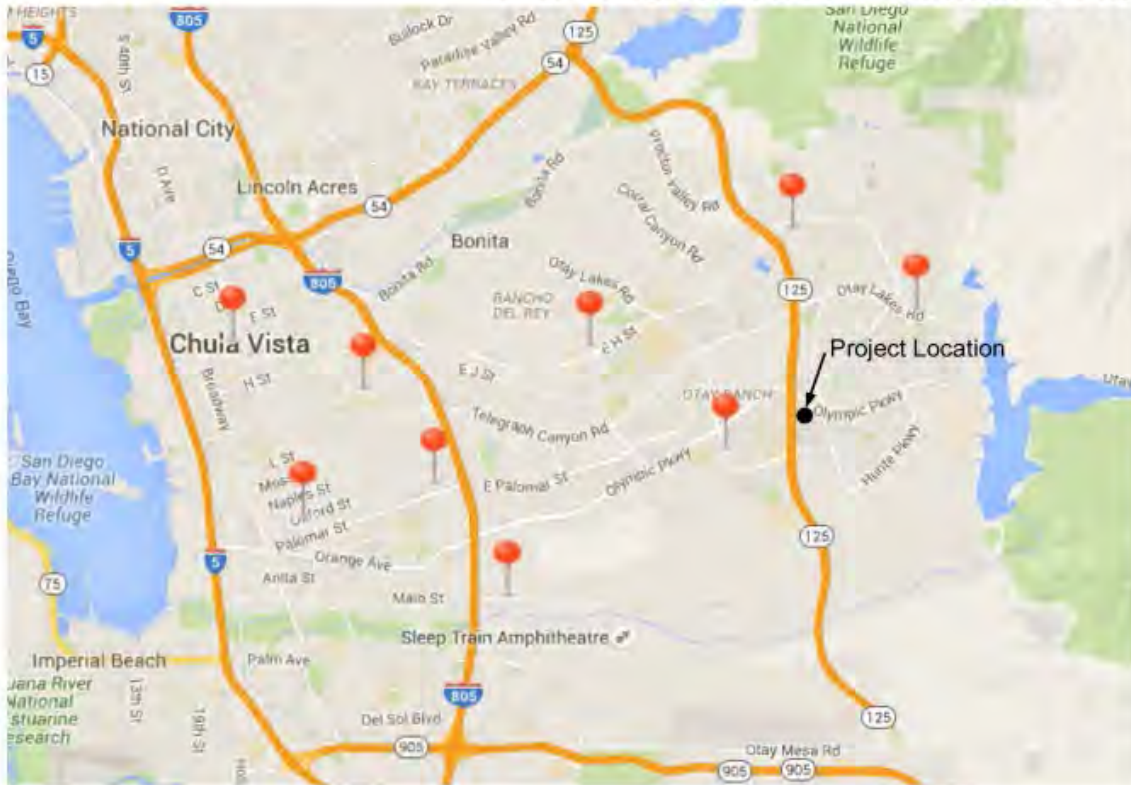 HEIGHTS
805
5
15
S 40th St
Bullock Dr
Paradise Valley Rd
BAY TERRACES
125
54
San Diego
National
Wildlife
Refuge
National City
D Ave
Lincoln Acres
54
Bonita Rd
Proctor Valley Rd
Corral Canyon Rd
54
5
Bonita
805
Bonita Rd
Otay Lakes Rd
RANCHO
DEL REY
125
Otay Lakes Rd
C St
E St
E H St
Chula Vista
Project Location
H St
E J St
Broadway
OTAY RANCH
Olympic Pkwy
Telegraph Canyon Rd
Hunte Pkwy
San Diego
Bay National
Wildlife
Refuge
L St
Naples St
Oxford St
Palomar St
E Palomar St
Olympic Pkwy
125
Orange Ave
5
Anita St
75
Main St
Sleep Train Amphitheatre
Imperial Beach
Palm Ave
National
13th St
19th St
805
Del Sol Blvd
125
905
Otay Mesa Rd
905
905